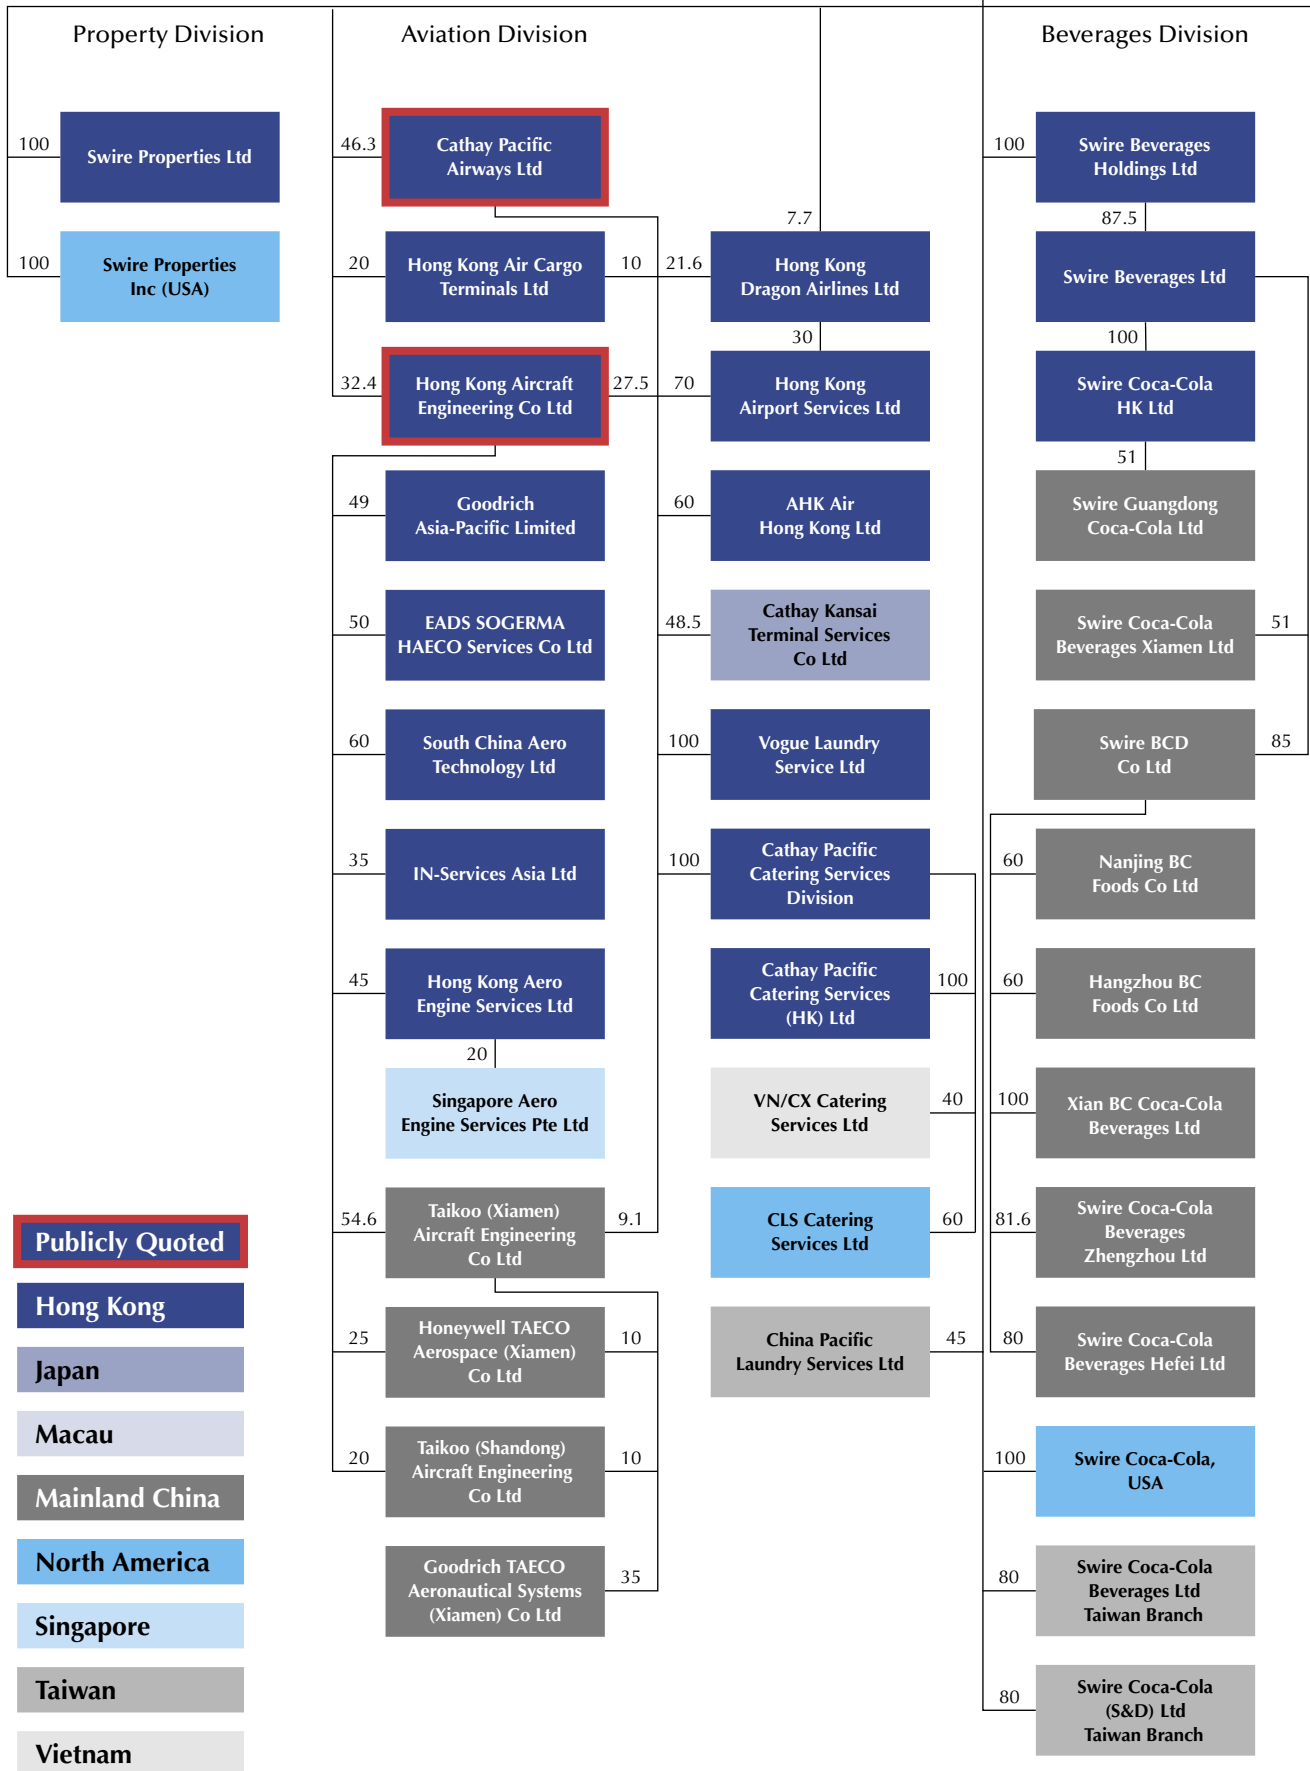 Property Division
Aviation Division
Beverages Division
100
Swire Properties Ltd
100
Swire Properties
Inc (USA)
46.3
Cathay Pacific
Airways Ltd
20
Hong Kong Air Cargo
Terminals Ltd
10
32.4
Hong Kong Aircraft
Engineering Co Ltd
27.5
49
Goodrich
Asia-Pacific Limited
50
EADS SOGERMA
HAECO Services Co Ltd
60
South China Aero
Technology Ltd
35
IN-Services Asia Ltd
45
Hong Kong Aero
Engine Services Ltd
20
Singapore Aero
Engine Services Pte Ltd
54.6
Taikoo (Xiamen)
Aircraft Engineering
Co Ltd
9.1
25
Honeywell TAECO
Aerospace (Xiamen)
Co Ltd
10
20
Taikoo (Shandong)
Aircraft Engineering
Co Ltd
10
Goodrich TAECO
Aeronautical Systems
(Xiamen) Co Ltd
35
7.7
21.6
Hong Kong
Dragon Airlines Ltd
30
70
Hong Kong
Airport Services Ltd
60
AHK Air
Hong Kong Ltd
48.5
Cathay Kansai
Terminal Services
Co Ltd
100
Vogue Laundry
Service Ltd
100
Cathay Pacific
Catering Services
Division
Cathay Pacific
Catering Services
(HK) Ltd
100
VN/CX Catering
Services Ltd
40
CLS Catering
Services Ltd
60
China Pacific
Laundry Services Ltd
45
100
Swire Beverages
Holdings Ltd
87.5
Swire Beverages Ltd
100
Swire Coca-Cola
HK Ltd
51
Swire Guangdong
Coca-Cola Ltd
Swire Coca-Cola
Beverages Xiamen Ltd
51
Swire BCD
Co Ltd
85
60
Nanjing BC
Foods Co Ltd
60
Hangzhou BC
Foods Co Ltd
100
Xian BC Coca-Cola
Beverages Ltd
81.6
Swire Coca-Cola
Beverages
Zhengzhou Ltd
80
Swire Coca-Cola
Beverages Hefei Ltd
100
Swire Coca-Cola,
USA
80
Swire Coca-Cola
Beverages Ltd
Taiwan Branch
80
Swire Coca-Cola
(S&D) Ltd
Taiwan Branch
Publicly Quoted
Hong Kong
Japan
Macau
Mainland China
North America
Singapore
Taiwan
Vietnam